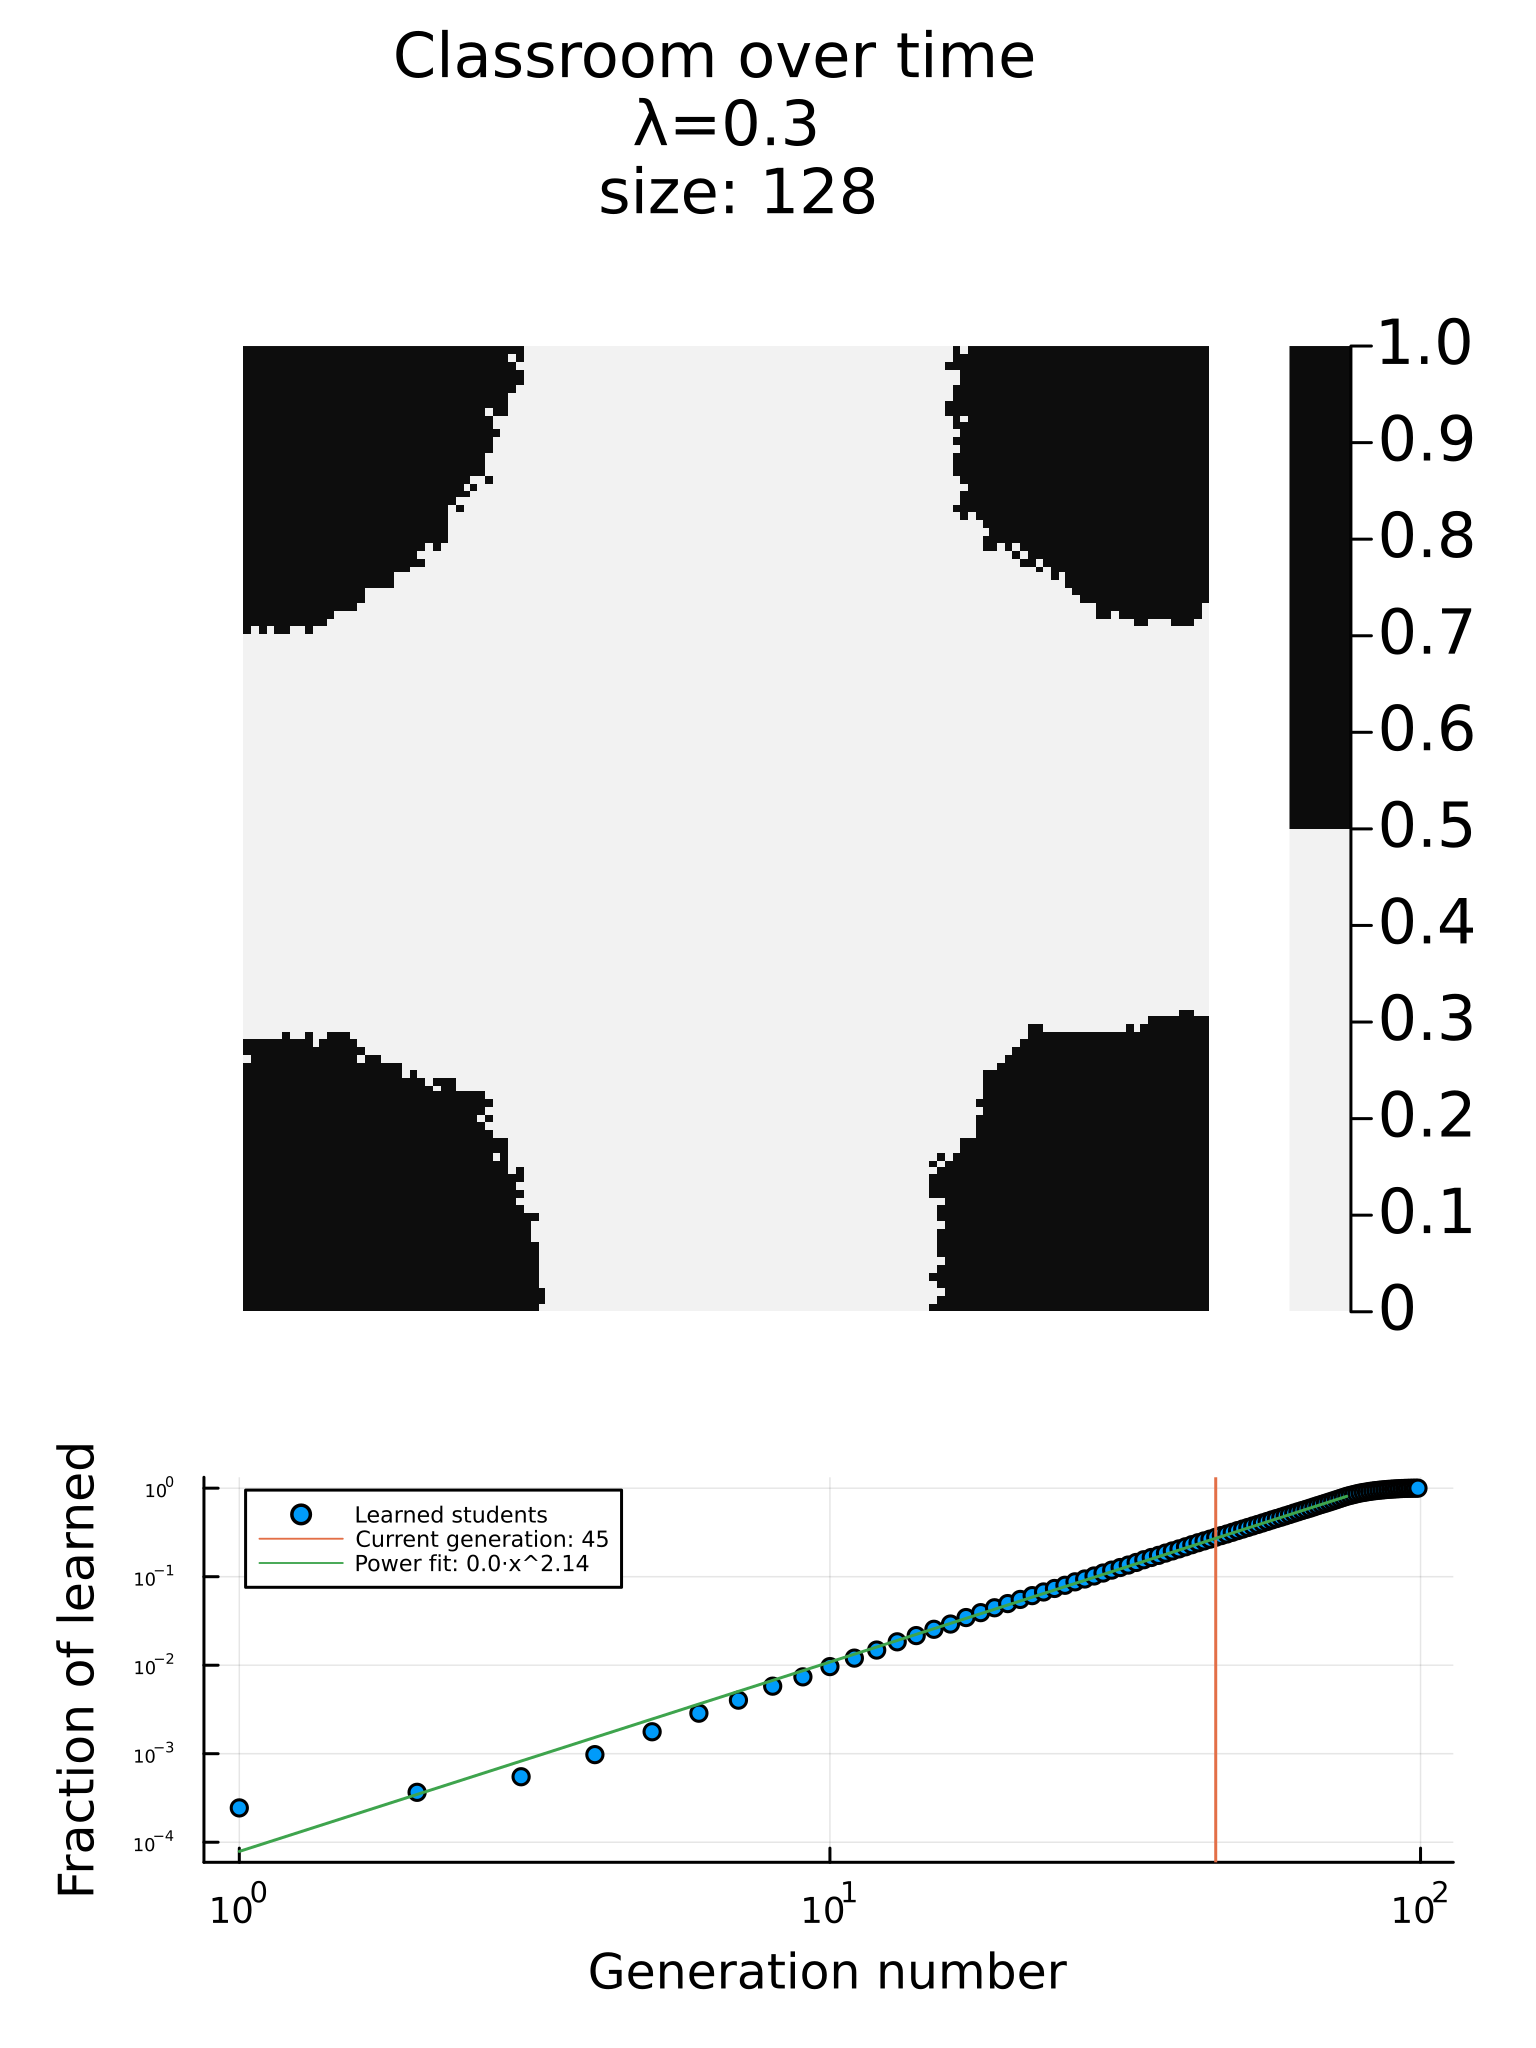 Classroom over time
λ=0.3
size: 128
1.0
0.9
0.8
0.7
0.6
0.5
0.4
0.3
0.2
0.1
0
Fraction of learned
10^0
10^-1
10^-2
10^-3
10^-4
Learned students
Current generation: 45
Power fit: 0.0·x^2.14
10^0 10^1 10^2
Generation number